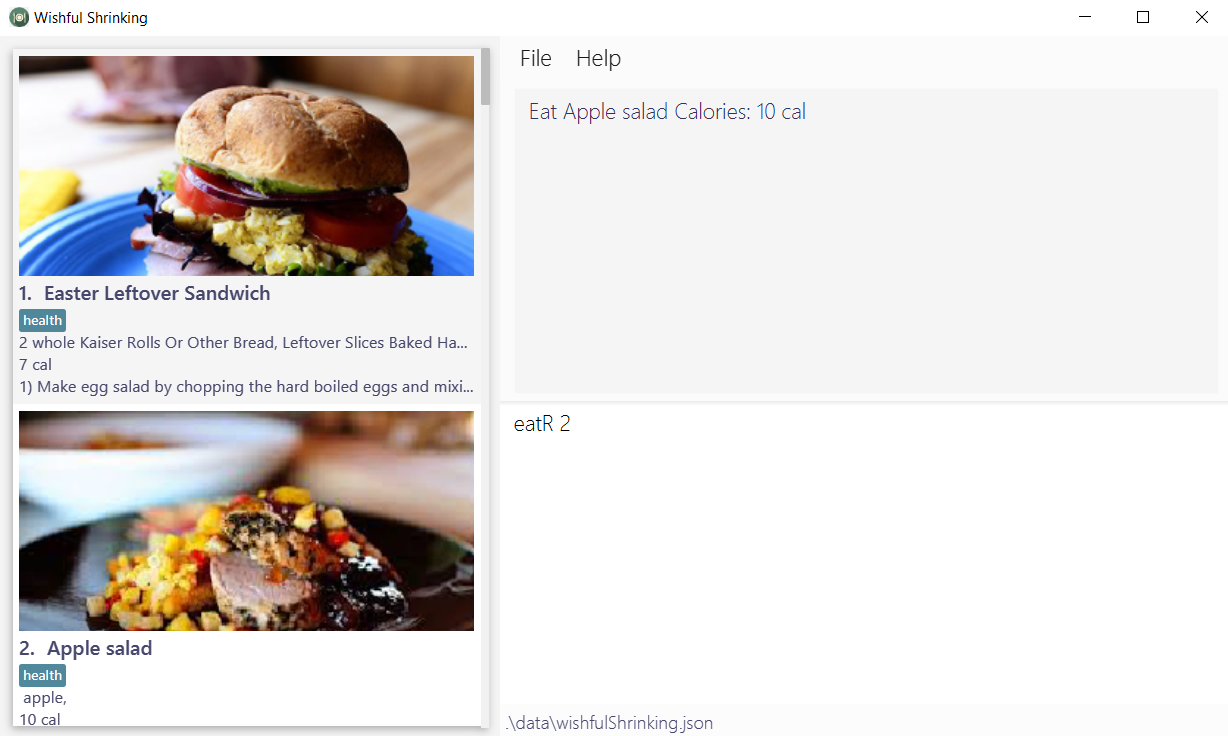 Wishful Shrinking
1. Easter Leftover Sandwich
health
2 whole Kaiser Rolls Or Other Bread, Leftover Slices Baked Ha...
7 cal
1) Make egg salad by chopping the hard boiled eggs and mixi...
2. Apple salad
health
apple,
10 cal
File Help
Eat Apple salad Calories: 10 cal
eatR 2
.\data\wishfulShrinking.json